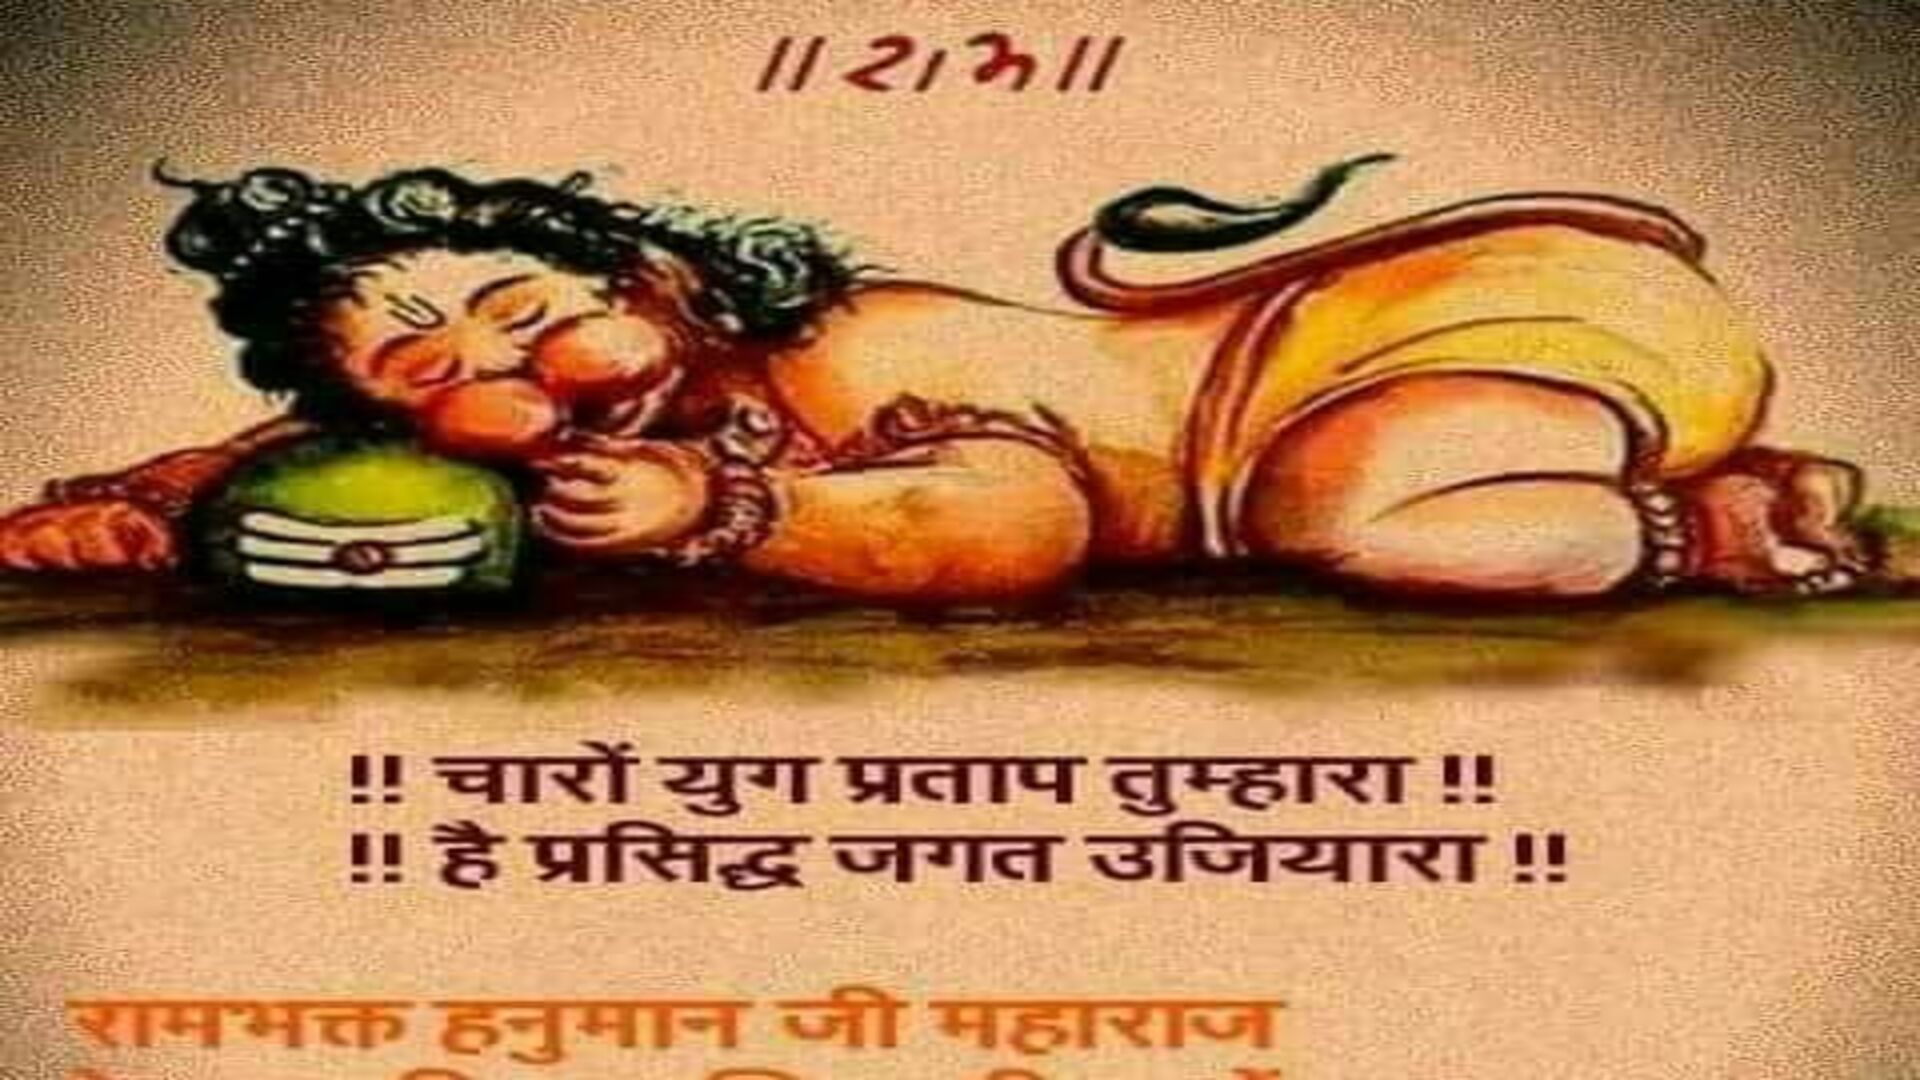 ॥ राम ॥
!! चारों युग प्रताप तुम्हारा !!
!! है प्रसिद्ध जगत उजियारा !!
रामभक्त हनुमान जी महाराज